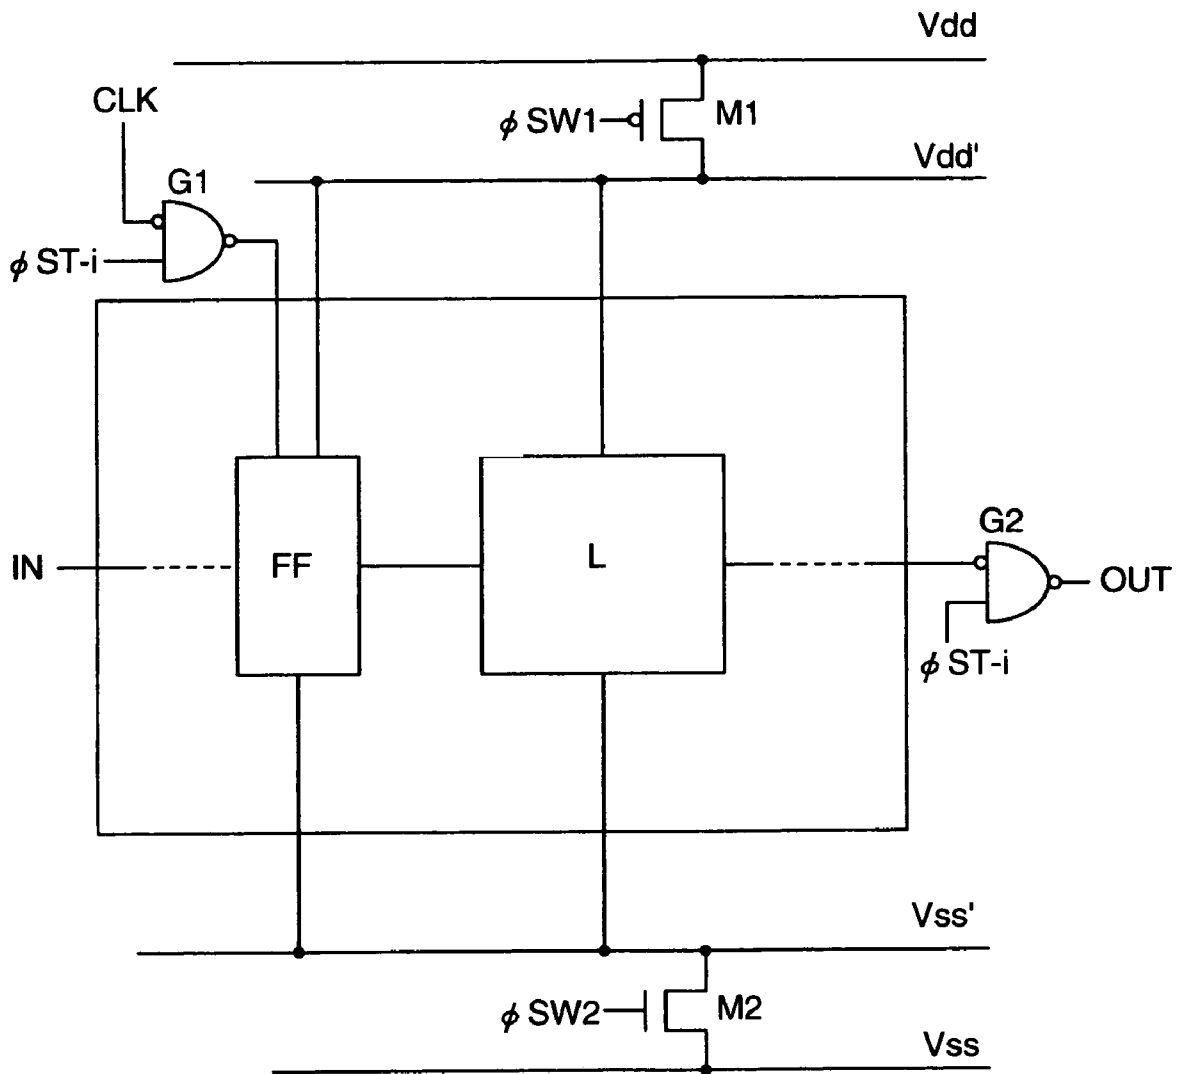 Vdd
CLK
ϕ SW1
M1
Vdd'
G1
ϕ ST-i
G2
IN
FF
L
OUT
ϕ ST-i
Vss'
ϕ SW2
M2
Vss